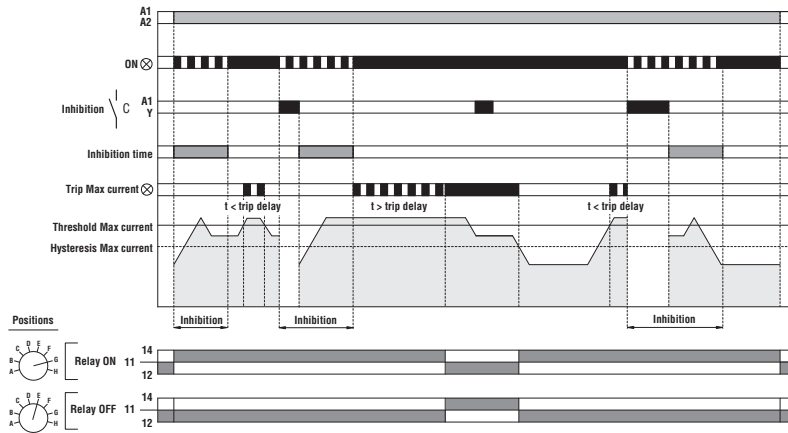 A1
A2
ON
Inhibition C A1
Y
Inhibition time
Trip Max current
t < trip delay t > trip delay t < trip delay
Threshold Max current
Hysteresis Max current
Inhibition Inhibition Inhibition
Positions
A B C D E F G H Relay ON 11 14
12
A B C D E F G H Relay OFF 11 14
12